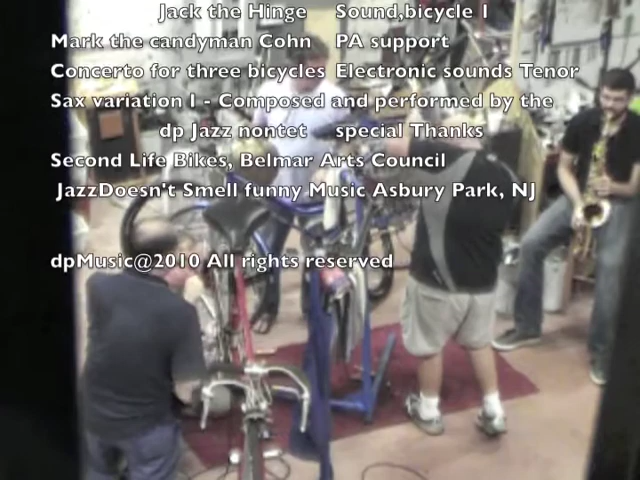 Jack the Hinge Sound,bicycle 1
Mark the candyman Cohn PA support
Concerto for three bicycles Electronic sounds Tenor
Sax variation I - Composed and performed by the
dp Jazz nontet special Thanks
Second Life Bikes, Belmar Arts Council
JazzDoesn't Smell funny Music Asbury Park, NJ
dpMusic@2010 All rights reserved